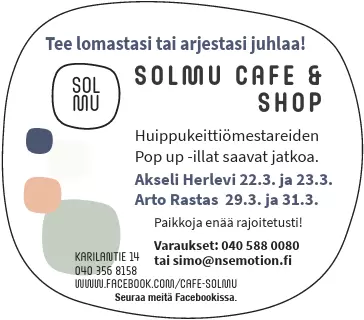 Tee lomastasi tai arjestasi juhlaa!
SOL
MU
SOLMU CAFE &
SHOP
Huippukeittiömestareiden
Pop up -illat saavat jatkoa.
Akseli Herlevi 22.3. ja 23.3.
Arto Rastas 29.3. ja 31.3.
Paikkoja enää rajoitetusti!
Varaukset: 040 588 0080
tai simo@nsemotion.fi
KARILANTIE 14
040 356 8158
WWW.FACEBOOK.COM/CAFE-SOLMU
Seuraa meitä Facebookissa.